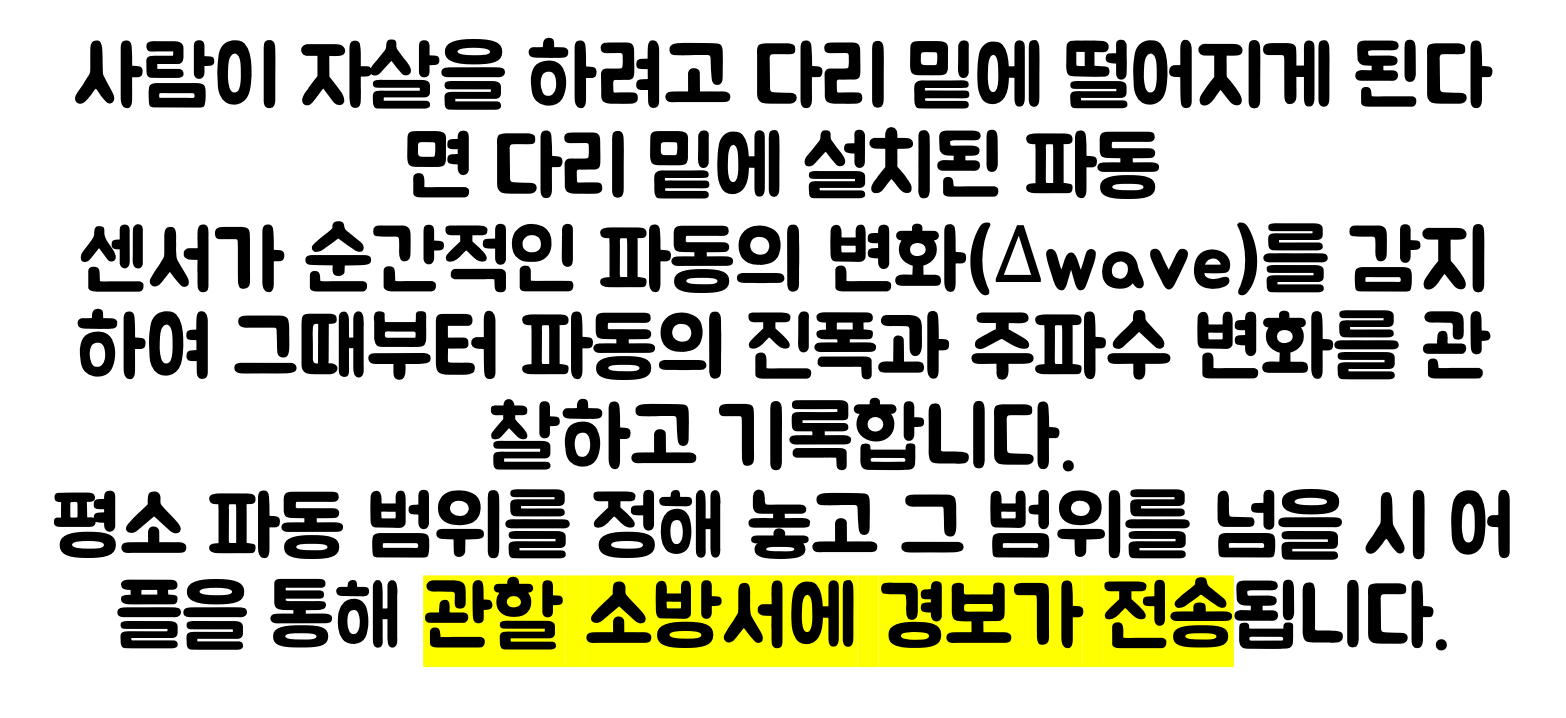 사람이 자살을 하려고 다리 밑에 떨어지게 된다
면 다리 밑에 설치된 파동
센서가 순간적인 파동의 변화(Δwave)를 감지
하여 그때부터 파동의 진폭과 주파수 변화를 관
찰하고 기록합니다.
평소 파동 범위를 정해 놓고 그 범위를 넘을 시 어
플을 통해 관할 소방서에 경보가 전송됩니다.